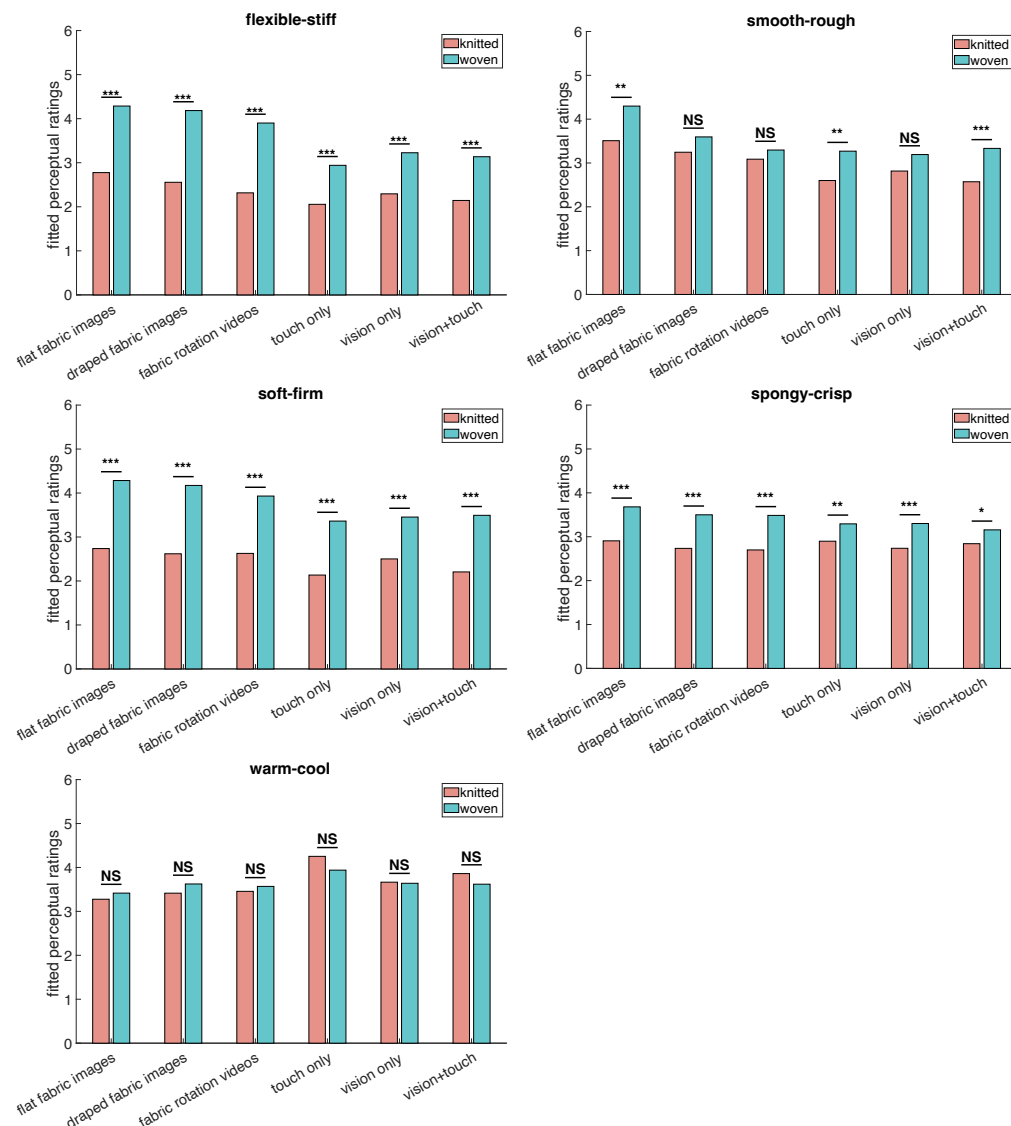 flexible-stiff
6
5
4
3
2
1
0
fitted perceptual ratings
knitted
woven
***
***
***
***
***
***
flat fabric images
draped fabric images
fabric rotation videos
touch only
vision only
vision+touch
smooth-rough
6
5
4
3
2
1
0
fitted perceptual ratings
knitted
woven
**
NS
NS
**
NS
***
flat fabric images
draped fabric images
fabric rotation videos
touch only
vision only
vision+touch
soft-firm
6
5
4
3
2
1
0
fitted perceptual ratings
knitted
woven
***
***
***
***
***
***
flat fabric images
draped fabric images
fabric rotation videos
touch only
vision only
vision+touch
spongy-crisp
6
5
4
3
2
1
0
fitted perceptual ratings
knitted
woven
***
***
***
**
***
*
flat fabric images
draped fabric images
fabric rotation videos
touch only
vision only
vision+touch
warm-cool
6
5
4
3
2
1
0
fitted perceptual ratings
knitted
woven
NS
NS
NS
NS
NS
NS
flat fabric images
draped fabric images
fabric rotation videos
touch only
vision only
vision+touch